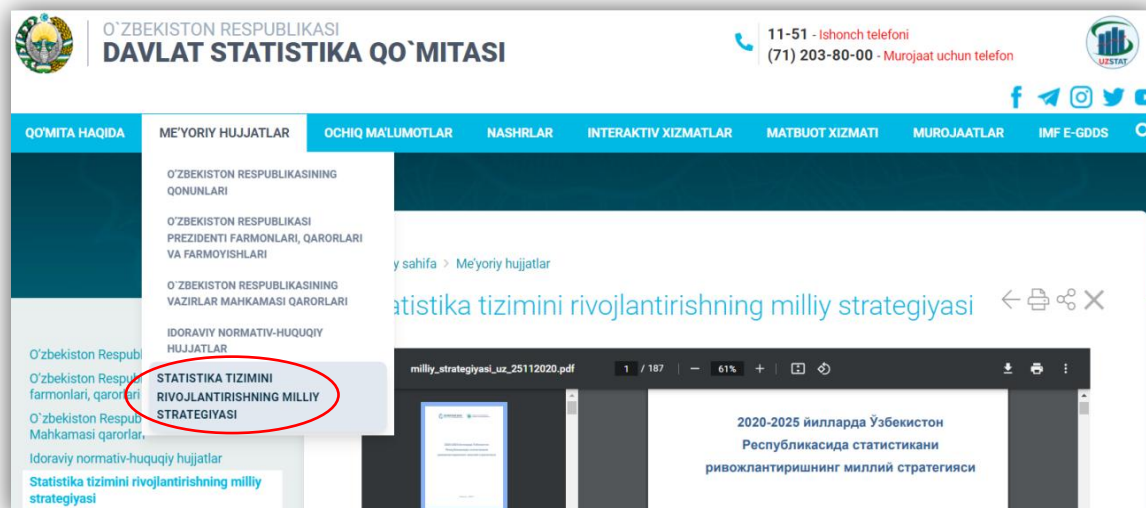 O`ZBEKISTON RESPUBLIKASI
DAVLAT STATISTIKA QO`MITASI
11-51 - Ishonch telefoni
(71) 203-80-00 - Murojaat uchun telefon
UZSTAT
QO'MITA HAQIDA
ME'YORIY HUJJATLAR
OCHIQ MA'LUMOTLAR
NASHRLAR
INTERAKTIV XIZMATLAR
MATBUOT XIZMATI
MUROJAATLAR
IMF E-GDDS
O'ZBEKISTON RESPUBLIKASINING
QONUNLARI
O'ZBEKISTON RESPUBLIKASI
PREZIDENTI FARMONLARI, QARORLARI
VA FARMOYISHLARI
O`ZBEKISTON RESPUBLIKASINING
VAZIRLAR MAHKAMASI QARORLARI
IDORAVIY NORMATIV-HUQUQIY
HUJJATLAR
STATISTIKA TIZIMINI
RIVOJLANTIRISHNING MILLIY
STRATEGIYASI
y sahifa > Me'yoriy hujjatlar
atistika tizimini rivojlantirishning milliy strategiyasi
O'zbekiston Respubl
O'zbekiston Respubl
farmonlari, qarorlari
O`zbekiston Respub
Mahkamasi qarorlari
Idoraviy normativ-huquqiy hujjatlar
Statistika tizimini rivojlantirishning milliy
strategiyasi
milliy_strategiyasi_uz_25112020.pdf
1 / 187
61%
2020-2025 йилларда Ўзбекистон
Республикасида статистикани
ривожлантиришнинг миллий стратегияси